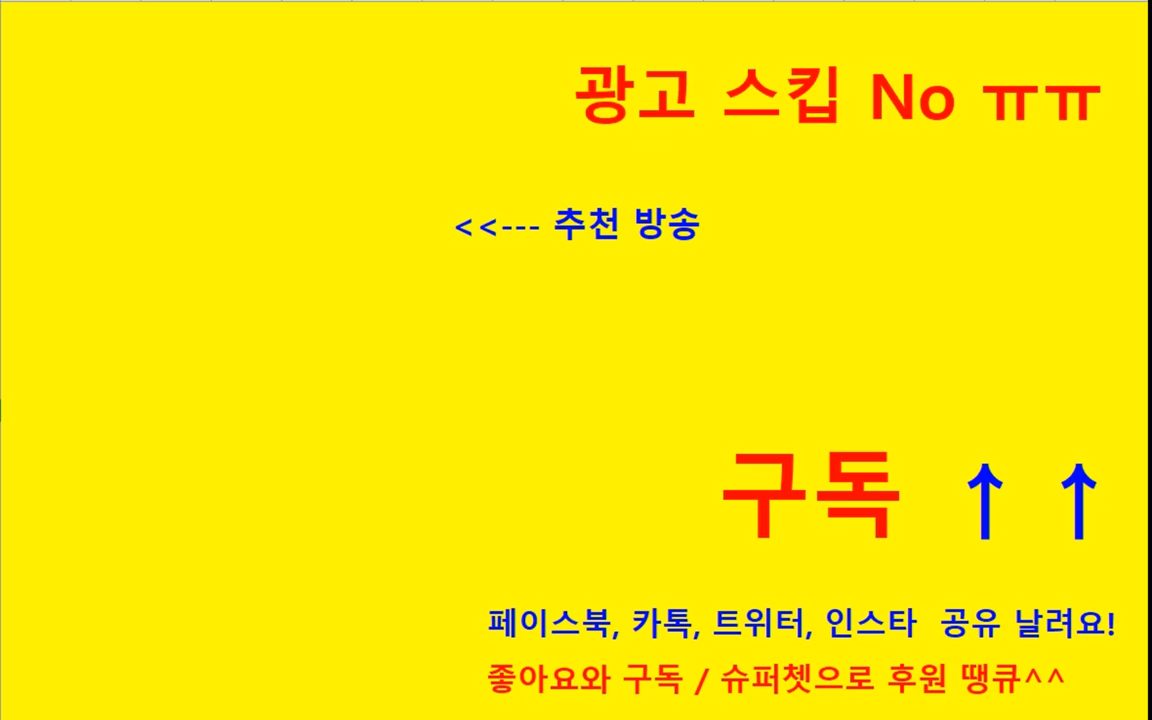 광고 스킵 No ㅠㅠ
<<--- 추천 방송
구독 ↑ ↑
페이스북, 카톡, 트위터, 인스타 공유 날려요!
좋아요와 구독 / 슈퍼쳇으로 후원 땡큐^^